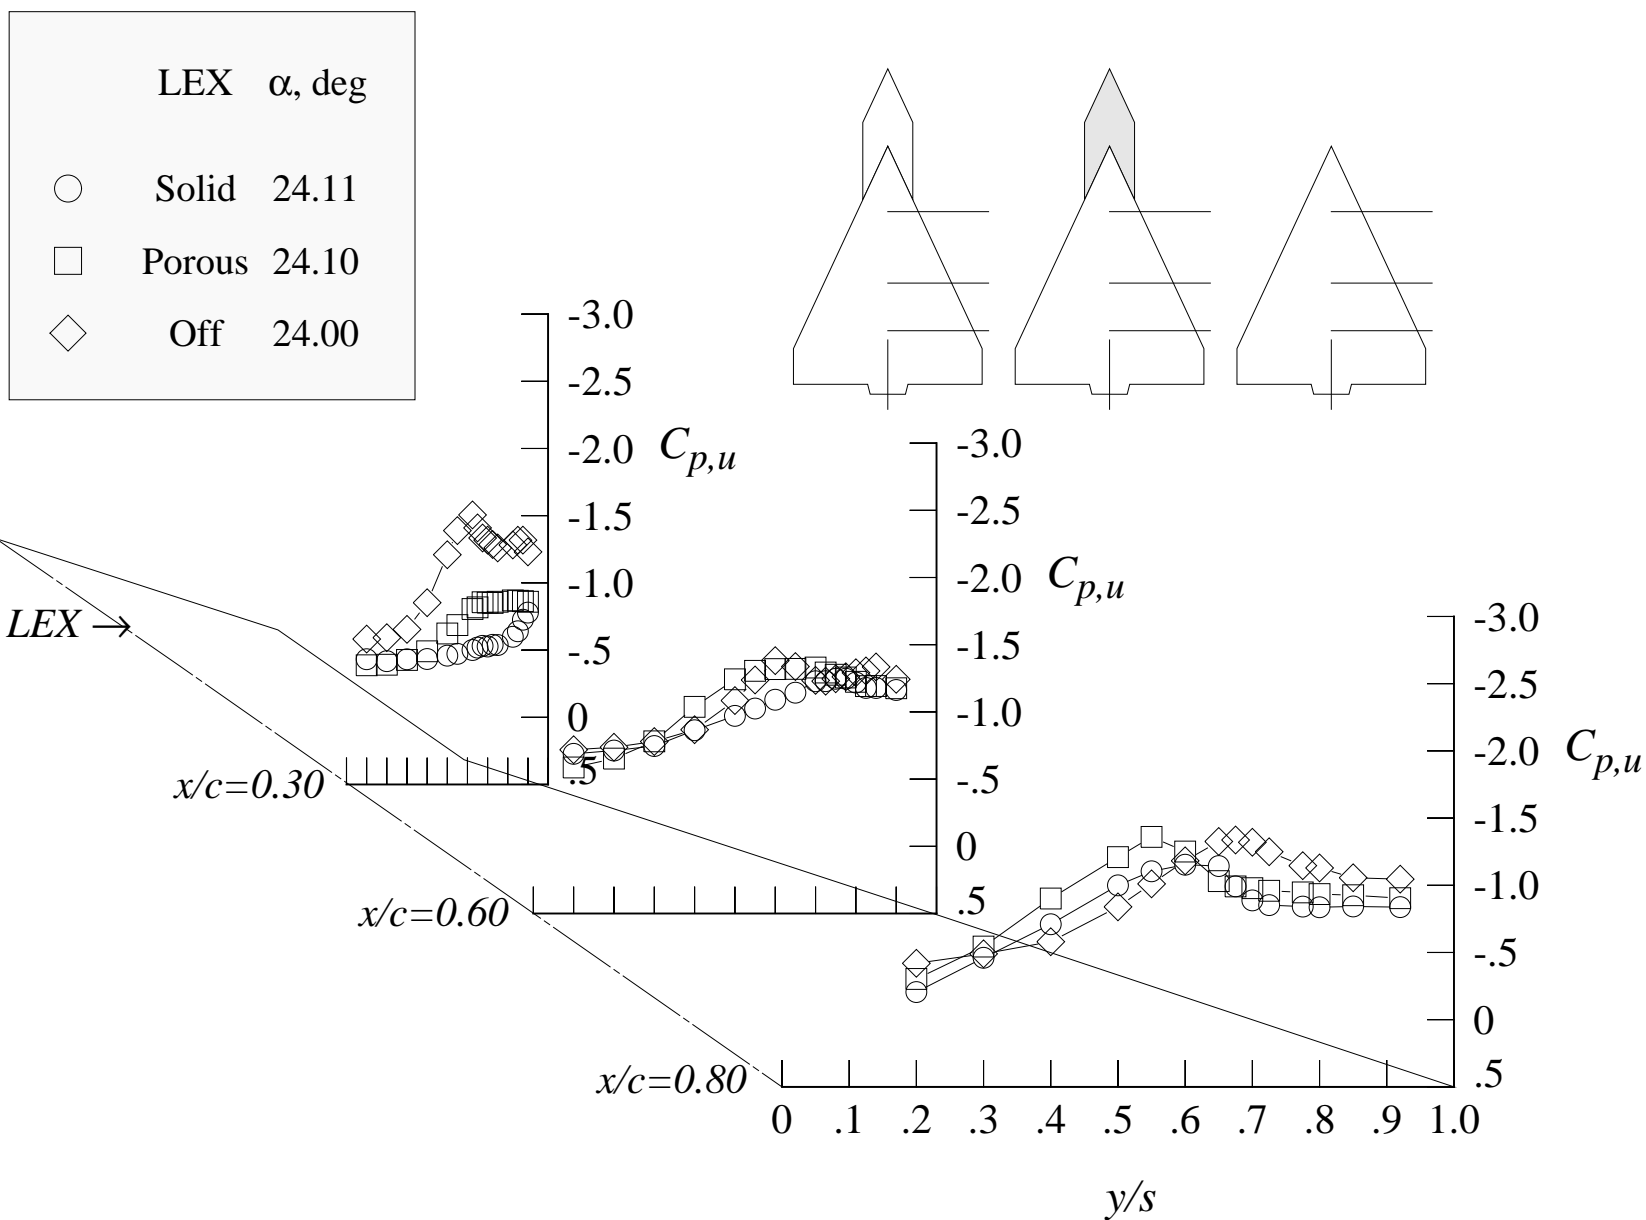 LEX α, deg
Solid 24.11
Porous 24.10
Off 24.00
-3.0
-2.5
-2.0 Cp,u
-1.5
-1.0
-.5
0
.5
x/c=0.30
LEX →
-3.0
-2.5
-2.0 Cp,u
-1.5
-1.0
-.5
0
.5
x/c=0.60
-3.0
-2.5
-2.0 Cp,u
-1.5
-1.0
-.5
0
.5
x/c=0.80
0 .1 .2 .3 .4 .5 .6 .7 .8 .9 1.0
y/s